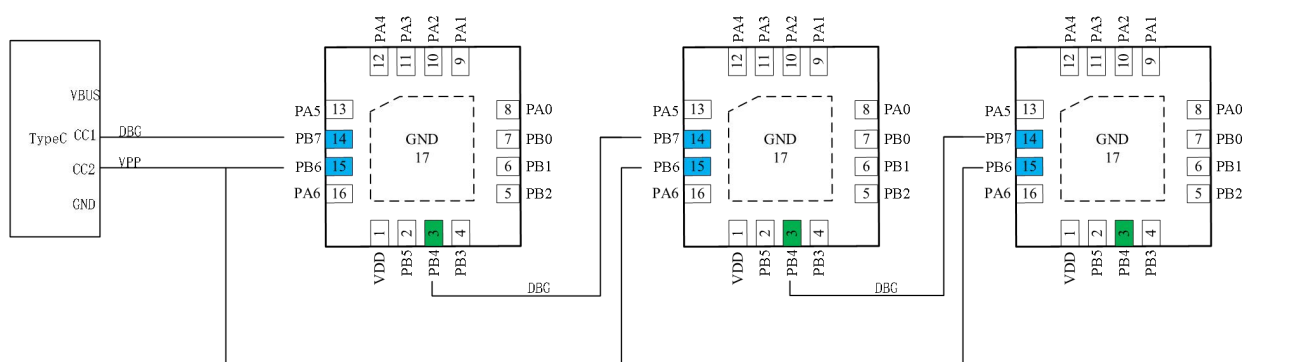 VBUS
TypeC CC1 DBG
CC2 VPP
GND
PA4 PA3 PA2 PA1
12 11 10 9
PA5 13
PB7 14
PB6 15
PA6 16
GND
17
8 PA0
7 PB0
6 PB1
5 PB2
1 2 3 4
VDD PB5 PB4 PB3
DBG
PA4 PA3 PA2 PA1
12 11 10 9
PA5 13
PB7 14
PB6 15
PA6 16
GND
17
8 PA0
7 PB0
6 PB1
5 PB2
1 2 3 4
VDD PB5 PB4 PB3
DBG
PA4 PA3 PA2 PA1
12 11 10 9
PA5 13
PB7 14
PB6 15
PA6 16
GND
17
8 PA0
7 PB0
6 PB1
5 PB2
1 2 3 4
VDD PB5 PB4 PB3